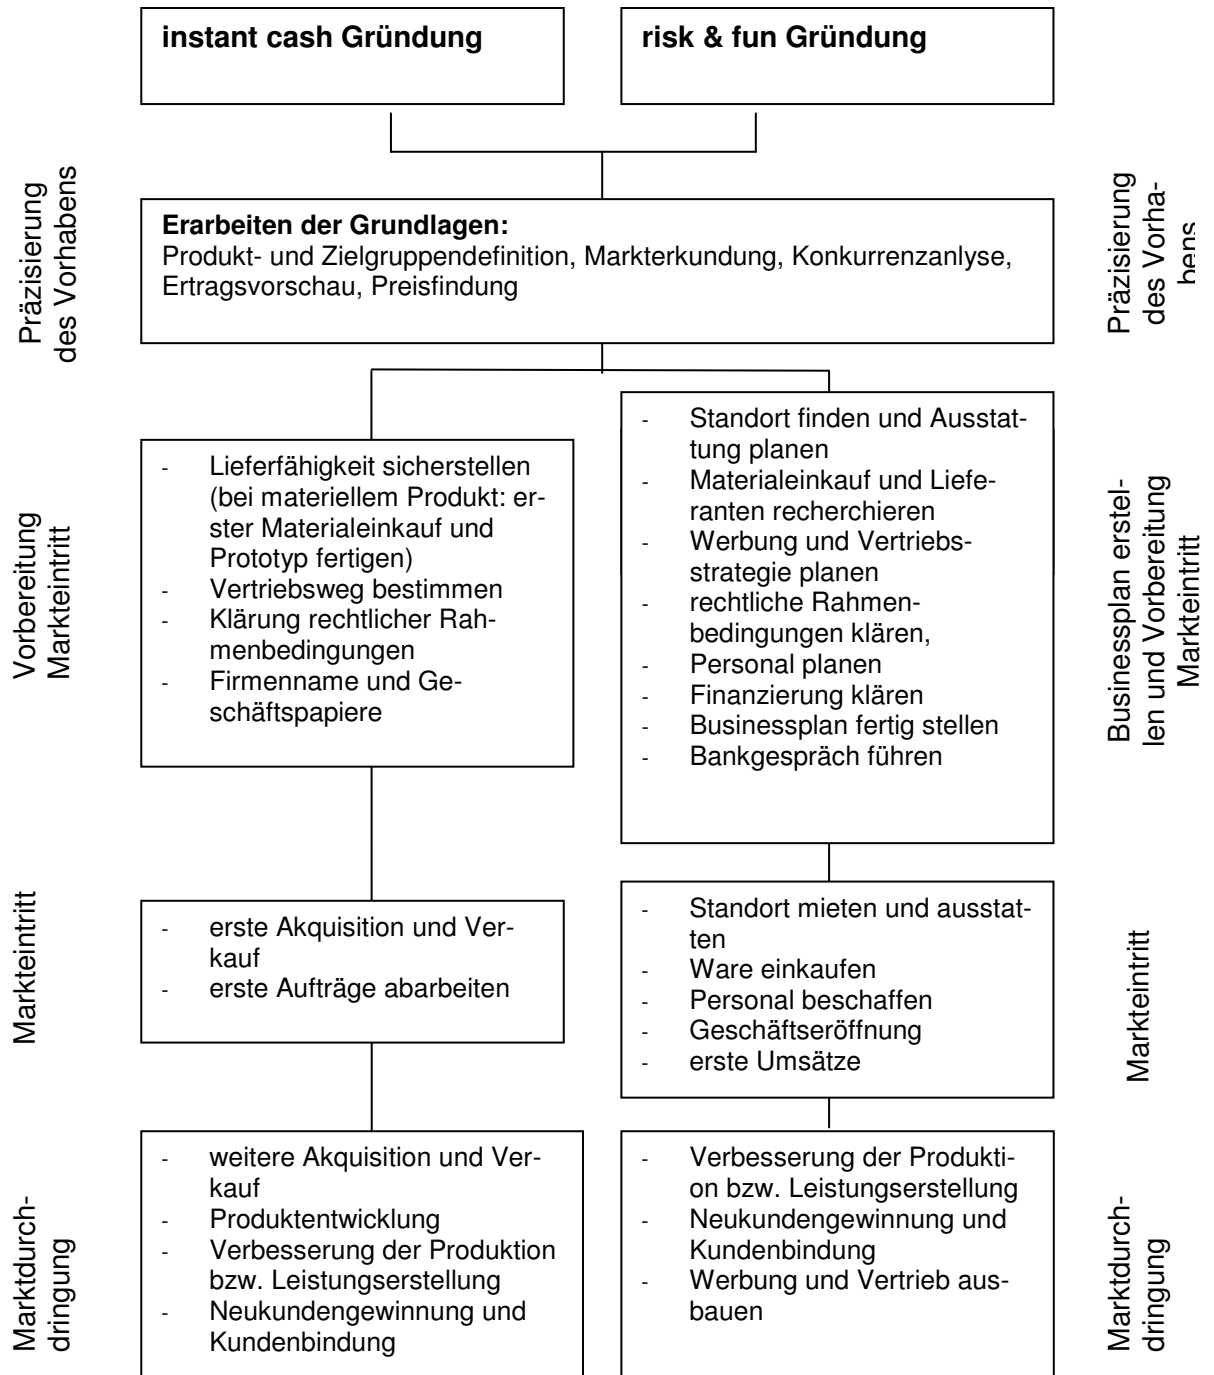 instant cash Gründung
risk & fun Gründung
Präzisierung
des Vorhabens
Erarbeiten der Grundlagen:
Produkt- und Zielgruppendefinition, Markterkundung, Konkurrenzanlyse,
Ertragsvorschau, Preisfindung
Präzisierung
des Vorha-
bens
Vorbereitung
Markteintritt
- Lieferfähigkeit sicherstellen
(bei materiellem Produkt: er-
ster Materialeinkauf und
Prototyp fertigen)
- Vertriebsweg bestimmen
- Klärung rechtlicher Rah-
menbedingungen
- Firmenname und Ge-
schäftspapiere
- Standort finden und Ausstat-
tung planen
- Materialeinkauf und Liefe-
ranten recherchieren
- Werbung und Vertriebs-
strategie planen
- rechtliche Rahmen-
bedingungen klären,
- Personal planen
- Finanzierung klären
- Businessplan fertig stellen
- Bankgespräch führen
Businessplan erstel-
len und Vorbereitung
Markteintritt
Markteintritt
- erste Akquisition und Ver-
kauf
- erste Aufträge abarbeiten
- Standort mieten und ausstat-
ten
- Ware einkaufen
- Personal beschaffen
- Geschäftseröffnung
- erste Umsätze
Markteintritt
Marktdurch-
dringung
- weitere Akquisition und Ver-
kauf
- Produktentwicklung
- Verbesserung der Produktion
bzw. Leistungserstellung
- Neukundengewinnung und
Kundenbindung
- Verbesserung der Produkti-
on bzw. Leistungserstellung
- Neukundengewinnung und
Kundenbindung
- Werbung und Vertrieb aus-
bauen
Marktdurch-
dringung